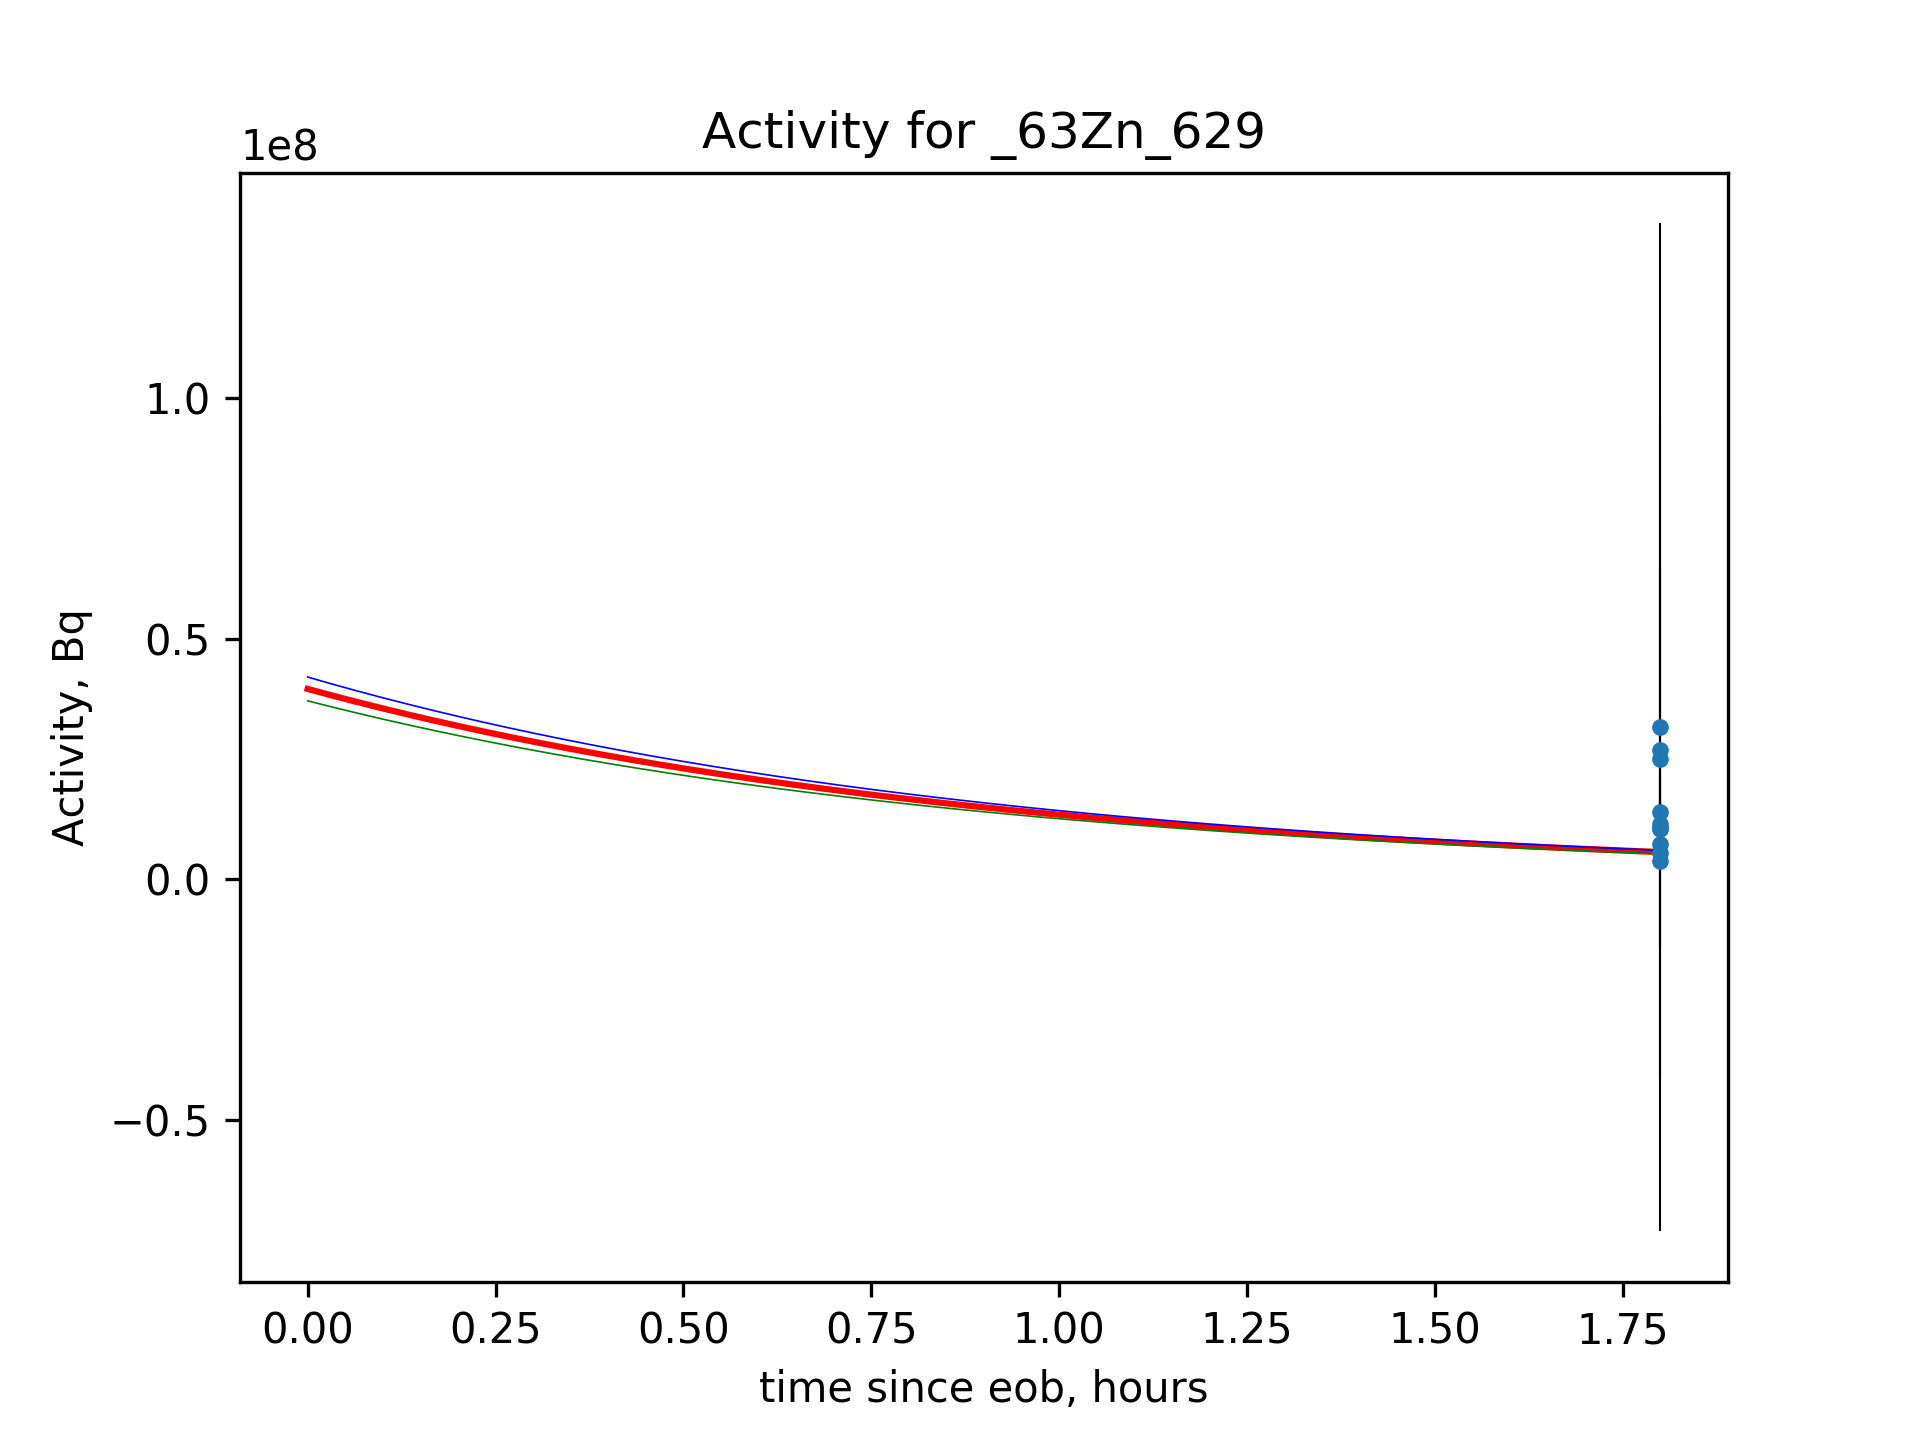 Activity for _63Zn_629
1e8
1.0
0.5
0.0
−0.5
Activity, Bq
0.00 0.25 0.50 0.75 1.00 1.25 1.50 1.75
time since eob, hours